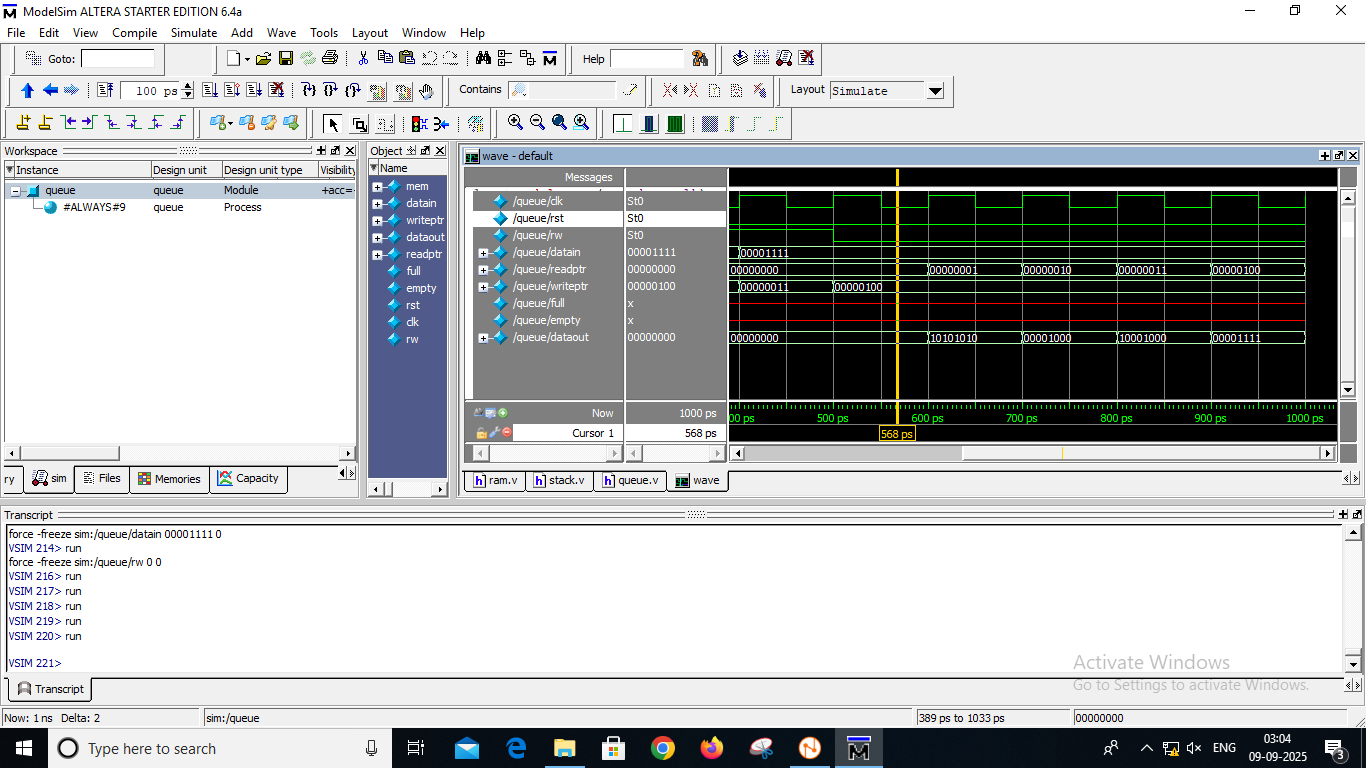 ModelSim ALTERA STARTER EDITION 6.4a
File Edit View Compile Simulate Add Wave Tools Layout Window Help
Goto:
Help
100 ps
Contains
Layout Simulate
Workspace
Instance Design unit Design unit type Visibility
queue queue Module +acc=
#ALWAYS#9 queue Process
ry sim Files Memories Capacity
Object
Name
mem
datain
writeptr
dataout
readptr
full
empty
rst
clk
rw
wave - default
Messages
/queue/clk St0
/queue/rst St0
/queue/rw St0
/queue/datain 00001111 00001111
/queue/readptr 00000000 00000000 00000001 00000010 00000011 00000100
/queue/writeptr 00000100 00000011 00000100
/queue/full x
/queue/empty x
/queue/dataout 00000000 00000000 10101010 00001000 10001000 00001111
Now 1000 ps 00 ps 500 ps 600 ps 700 ps 800 ps 900 ps 1000 ps
Cursor 1 568 ps 568 ps
ram.v stack.v queue.v wave
Transcript
force -freeze sim:/queue/datain 00001111 0
VSIM 214> run
force -freeze sim:/queue/rw 0 0
VSIM 216> run
VSIM 217> run
VSIM 218> run
VSIM 219> run
VSIM 220> run
VSIM 221>
Activate Windows
Go to Settings to activate Windows.
Transcript
Now: 1 ns Delta: 2 sim:/queue 389 ps to 1033 ps 00000000
Type here to search
ENG
03:04
09-09-2025
3